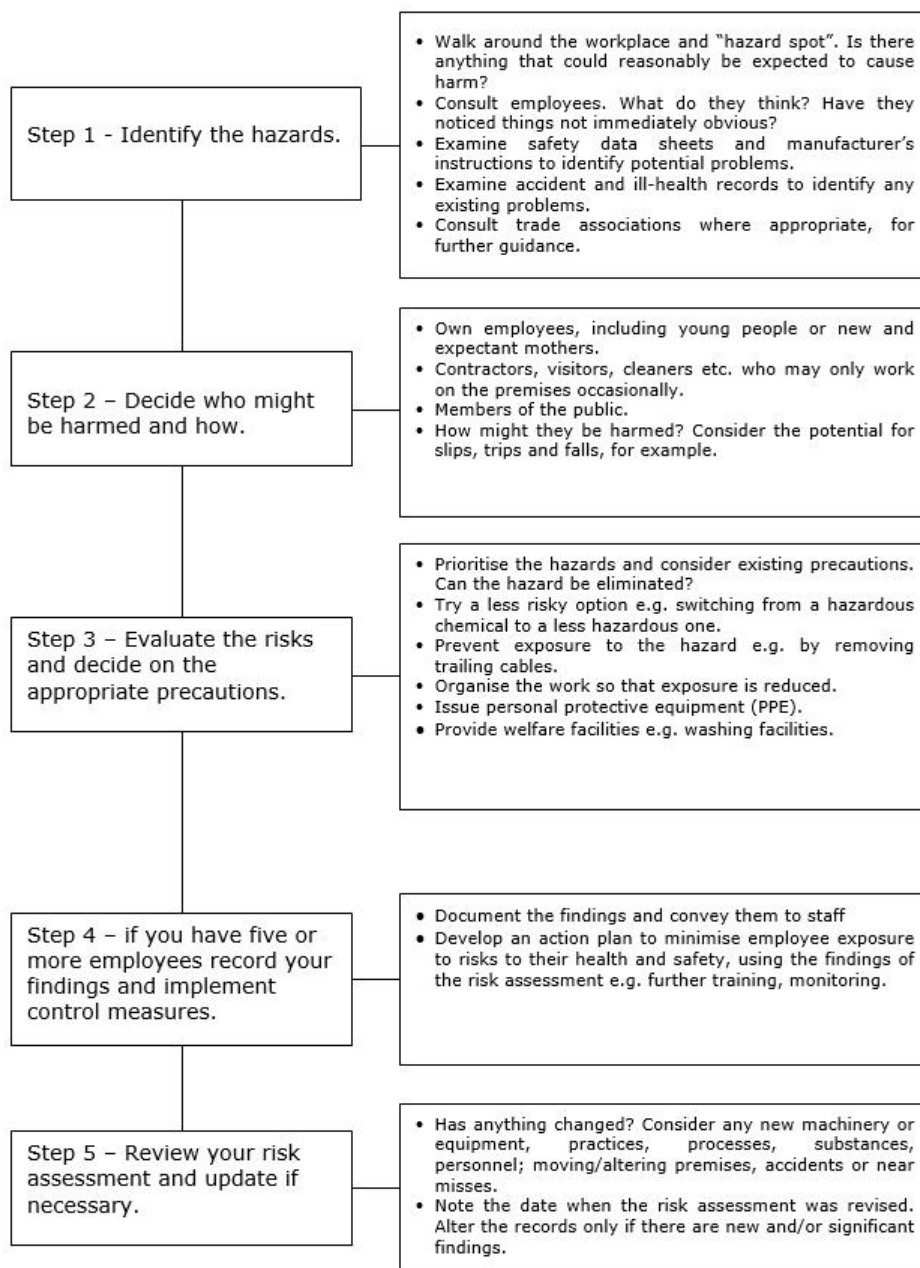 Step 1 - Identify the hazards.
• Walk around the workplace and “hazard spot”. Is there
anything that could reasonably be expected to cause
harm?
• Consult employees. What do they think? Have they
noticed things not immediately obvious?
• Examine safety data sheets and manufacturer’s
instructions to identify potential problems.
• Examine accident and ill-health records to identify any
existing problems.
• Consult trade associations where appropriate, for
further guidance.
Step 2 – Decide who might
be harmed and how.
• Own employees, including young people or new and
expectant mothers.
• Contractors, visitors, cleaners etc. who may only work
on the premises occasionally.
• Members of the public.
• How might they be harmed? Consider the potential for
slips, trips and falls, for example.
Step 3 – Evaluate the risks
and decide on the
appropriate precautions.
• Prioritise the hazards and consider existing precautions.
Can the hazard be eliminated?
• Try a less risky option e.g. switching from a hazardous
chemical to a less hazardous one.
• Prevent exposure to the hazard e.g. by removing
trailing cables.
• Organise the work so that exposure is reduced.
• Issue personal protective equipment (PPE).
• Provide welfare facilities e.g. washing facilities.
Step 4 – if you have five or
more employees record your
findings and implement
control measures.
• Document the findings and convey them to staff
• Develop an action plan to minimise employee exposure
to risks to their health and safety, using the findings of
the risk assessment e.g. further training, monitoring.
Step 5 – Review your risk
assessment and update if
necessary.
• Has anything changed? Consider any new machinery or
equipment, practices, processes, substances,
personnel; moving/altering premises, accidents or near
misses.
• Note the date when the risk assessment was revised.
Alter the records only if there are new and/or significant
findings.